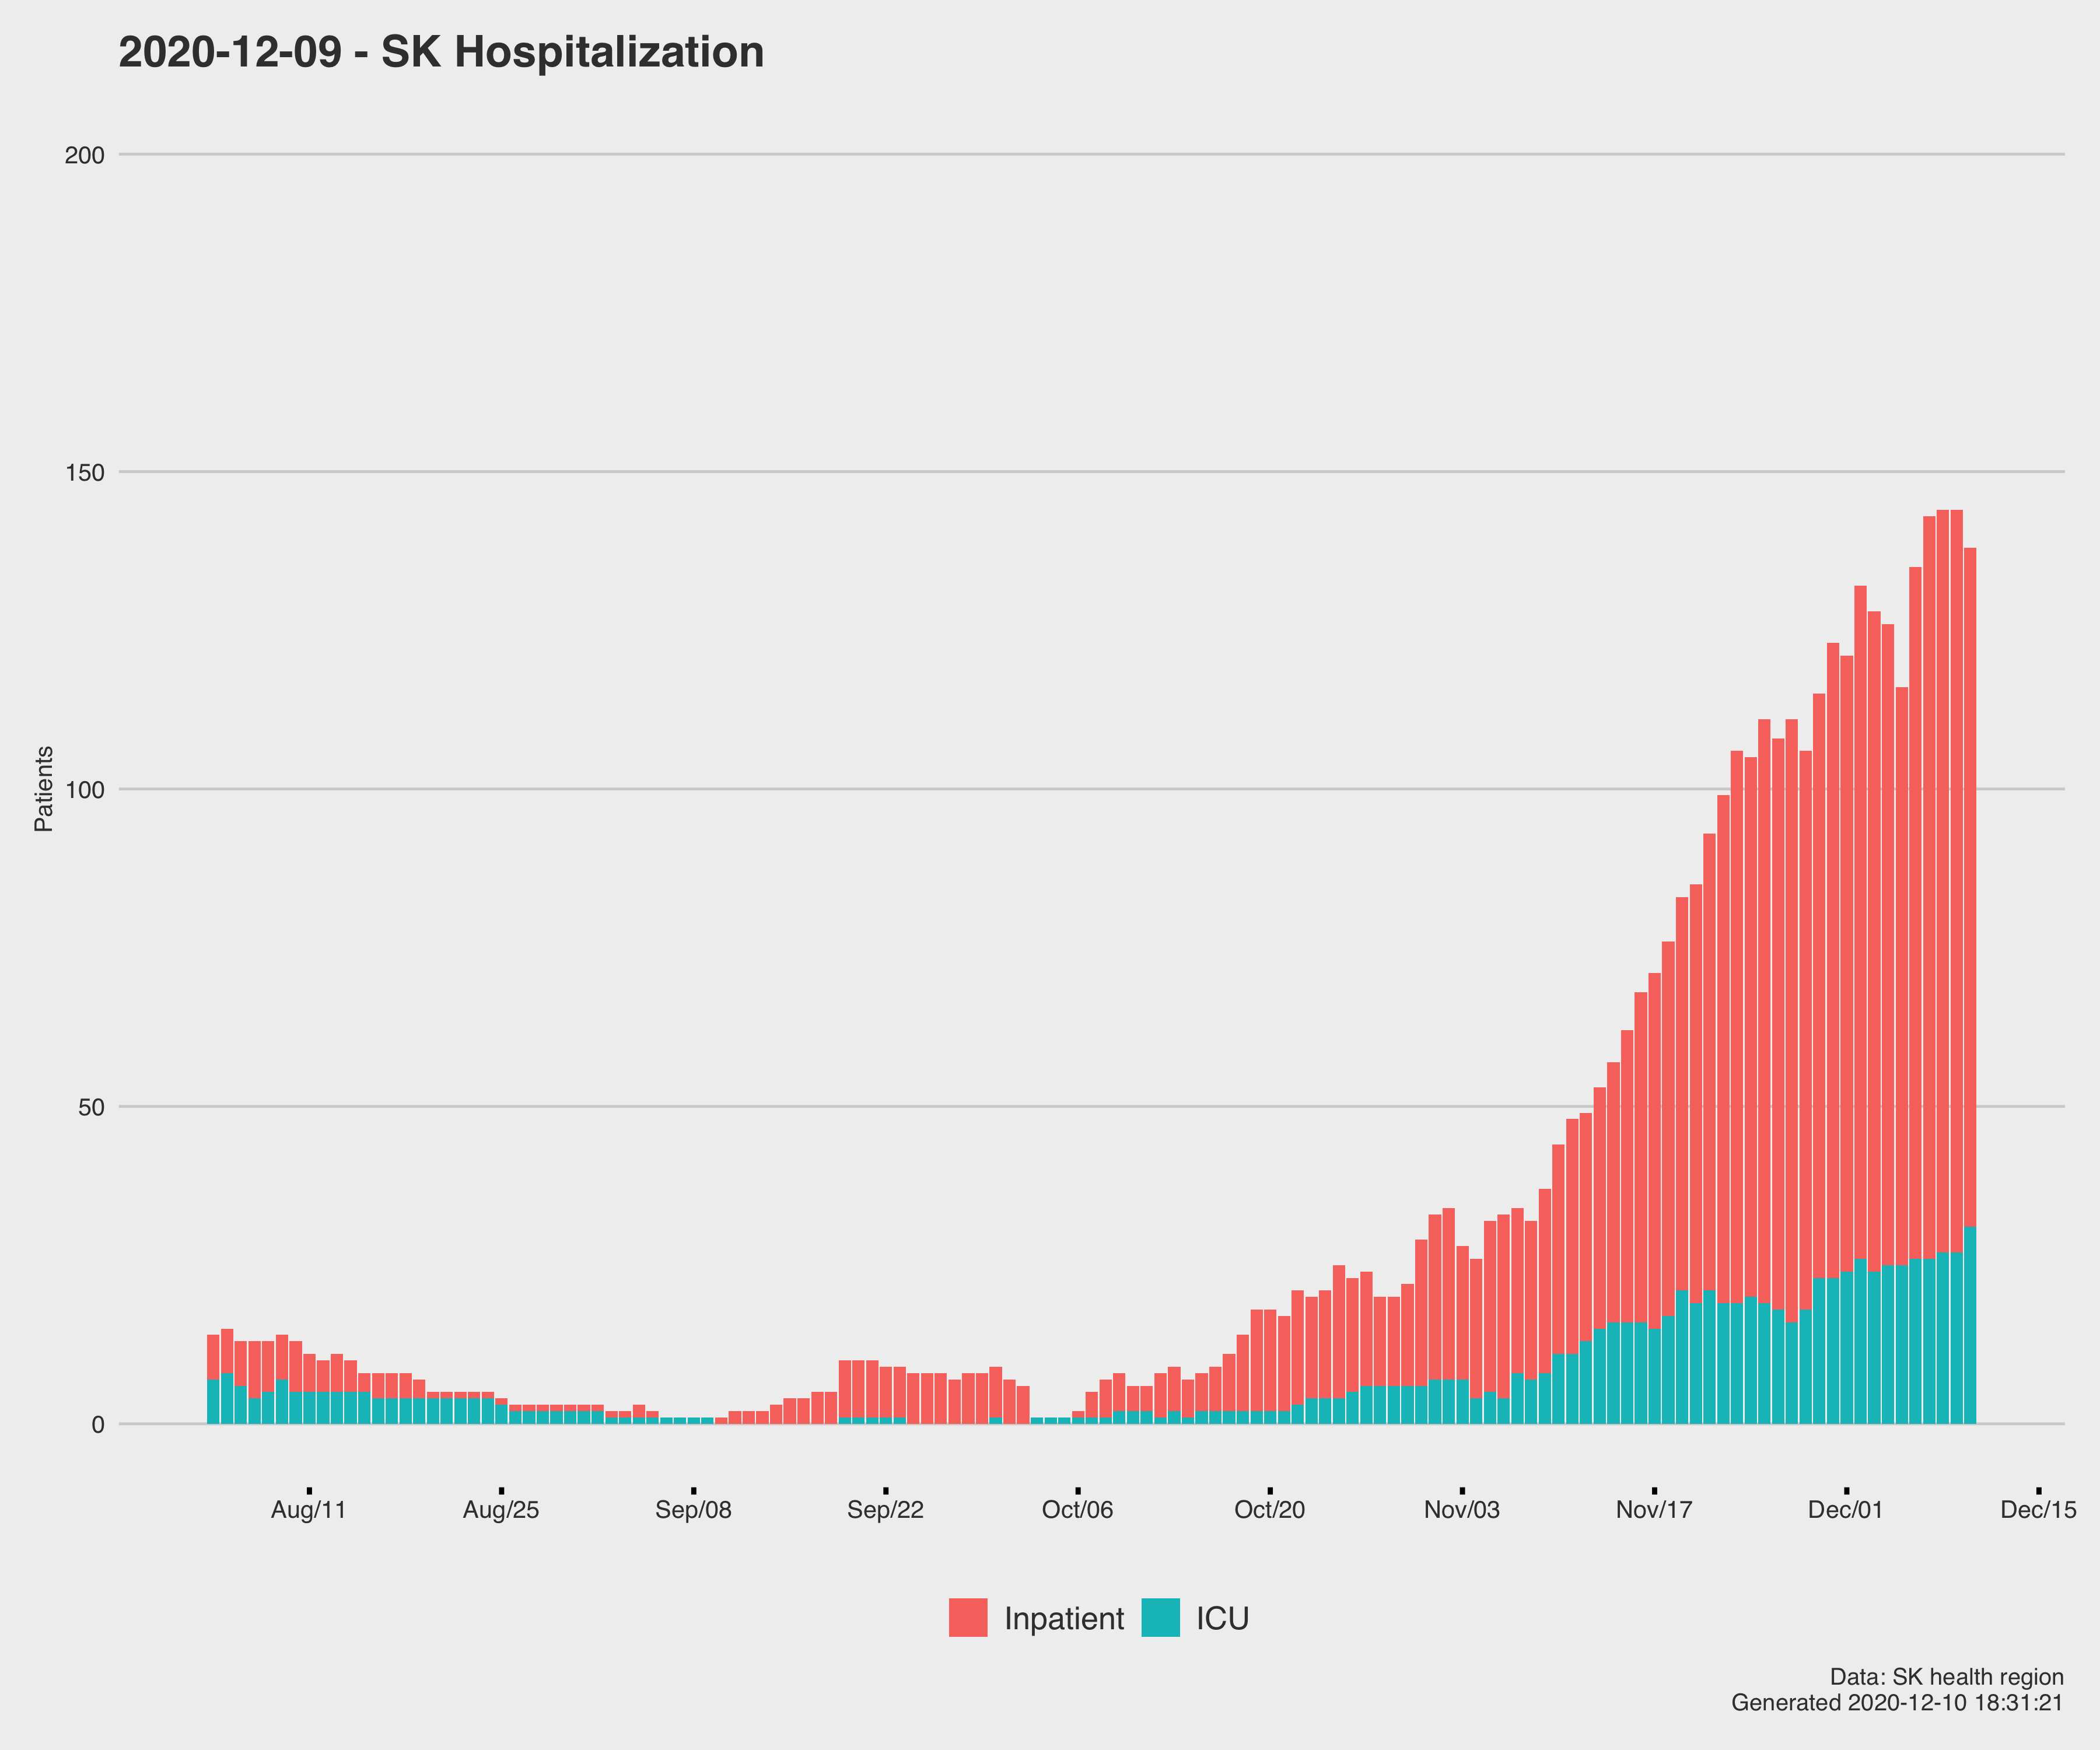 2020-12-09 - SK Hospitalization
200
150
100
50
0
Patients
Aug/11
Aug/25
Sep/08
Sep/22
Oct/06
Oct/20
Nov/03
Nov/17
Dec/01
Dec/15
Inpatient
ICU
Data: SK health region
Generated 2020-12-10 18:31:21